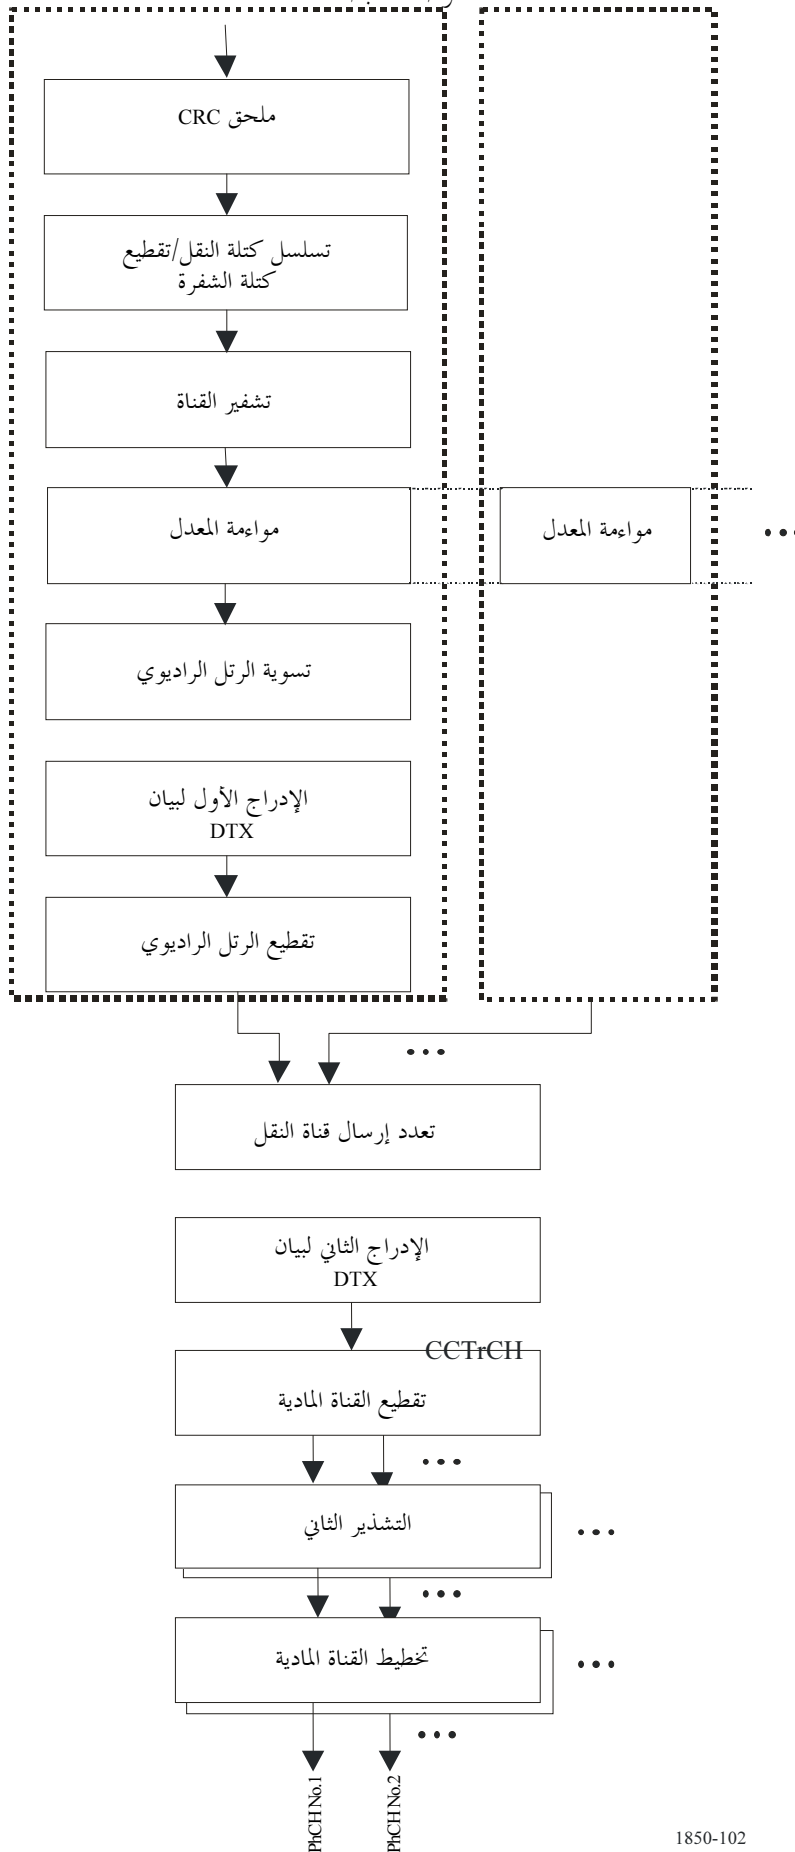 ملحق CRC
تسلسل كتلة النقل/تقطيع
كتلة الشفرة
تشفير القناة
مواءمة المعدل
مواءمة المعدل
تسوية الرتل الراديوي
الإدراج الأول لبيان
DTX
تقطيع الرتل الراديوي
تعدد إرسال قناة النقل
الإدراج الثاني لبيان
DTX
CCTrCH
تقطيع القناة المادية
التشذير الثاني
تخطيط القناة المادية
PhCH No.1
PhCH No.2
1850-102